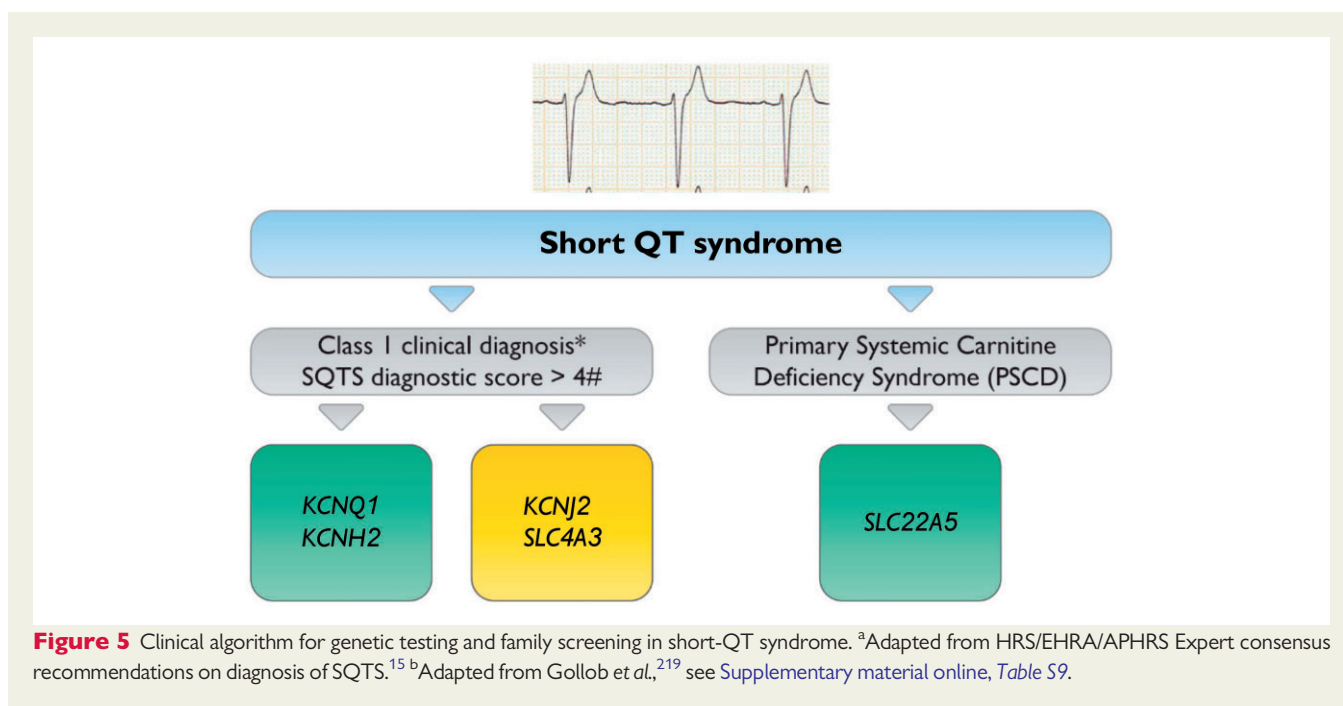 Short QT syndrome
Class I clinical diagnosis*
SQTS diagnostic score > 4#
Primary Systemic Carnitine
Deficiency Syndrome (PSCD)
KCNQ1
KCNH2
KCNJ2
SLC4A3
SLC22A5
Figure 5 Clinical algorithm for genetic testing and family screening in short-QT syndrome. ᵃAdapted from HRS/EHRA/APHRS Expert consensus
recommendations on diagnosis of SQTS.¹⁵ ᵇAdapted from Gollob et al.,²¹⁹ see Supplementary material online, Table S9.